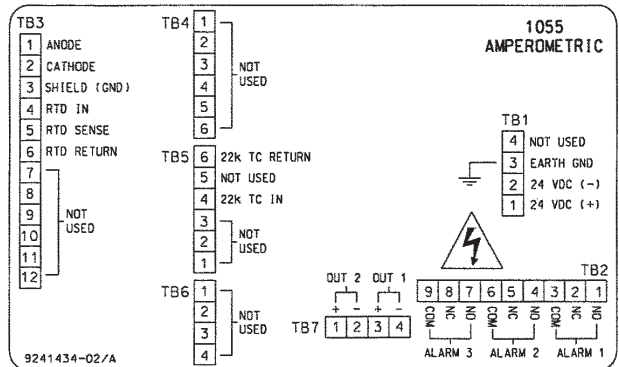 1055
AMPEROMETRIC
TB3
1 ANODE
2 CATHODE
3 SHIELD (GND)
4 RTD IN
5 RTD SENSE
6 RTD RETURN
7
8
9
10
11
12
NOT
USED
TB4
1
2
3
4
5
6
NOT
USED
TB5
6 22k TC RETURN
5 NOT USED
4 22k TC IN
3
2
1
NOT
USED
TB6
1
2
3
4
NOT
USED
TB1
4 NOT USED
3 EARTH GND
2 24 VDC (-)
1 24 VDC (+)
OUT 2 OUT 1
+ - + -
TB7 1 2 3 4
TB2
9 8 7 6 5 4 3 2 1
COM NC NO COM NC NO COM NC NO
ALARM 3 ALARM 2 ALARM 1
9241434-02/A